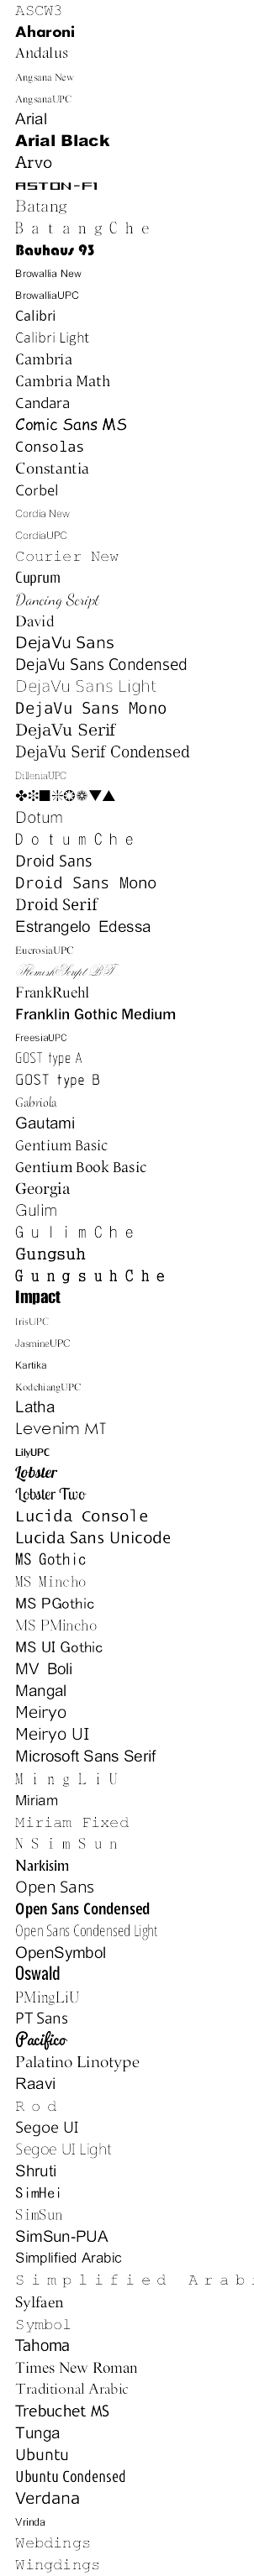 ASCW3
Aharoni
Andalus
Angsana New
AngsanaUPC
Arial
Arial Black
Arvo
ASTON-F1
Batang
BatangChe
Bauhaus 93
Browallia New
BrowalliaUPC
Calibri
Calibri Light
Cambria
Cambria Math
Candara
Comic Sans MS
Consolas
Constantia
Corbel
Cordia New
CordiaUPC
Courier New
Cuprum
Dancing Script
David
DejaVu Sans
DejaVu Sans Condensed
DejaVu Sans Light
DejaVu Sans Mono
DejaVu Serif
DejaVu Serif Condensed
DilleniaUPC
Dotum
DotumChe
Droid Sans
Droid Sans Mono
Droid Serif
Estrangelo Edessa
EucrosiaUPC
FlemishScript BT
FrankRuehl
Franklin Gothic Medium
FreesiaUPC
GOST type A
GOST type B
Gabriola
Gautami
Gentium Basic
Gentium Book Basic
Georgia
Gulim
GulimChe
Gungsuh
GungsuhChe
Impact
IrisUPC
JasmineUPC
Kartika
KodchiangUPC
Latha
Levenim MT
LilyUPC
Lobster
Lobster Two
Lucida Console
Lucida Sans Unicode
MS Gothic
MS Mincho
MS PGothic
MS PMincho
MS UI Gothic
MV Boli
Mangal
Meiryo
Meiryo UI
Microsoft Sans Serif
MingLiU
Miriam
Miriam Fixed
NSimSun
Narkisim
Open Sans
Open Sans Condensed
Open Sans Condensed Light
OpenSymbol
Oswald
PMingLiU
PT Sans
Pacifico
Palatino Linotype
Raavi
Rod
Segoe UI
Segoe UI Light
Shruti
SimHei
SimSun
SimSun-PUA
Simplified Arabic
Simplified Arabi
Sylfaen
Symbol
Tahoma
Times New Roman
Traditional Arabic
Trebuchet MS
Tunga
Ubuntu
Ubuntu Condensed
Verdana
Vrinda
Webdings
Wingdings